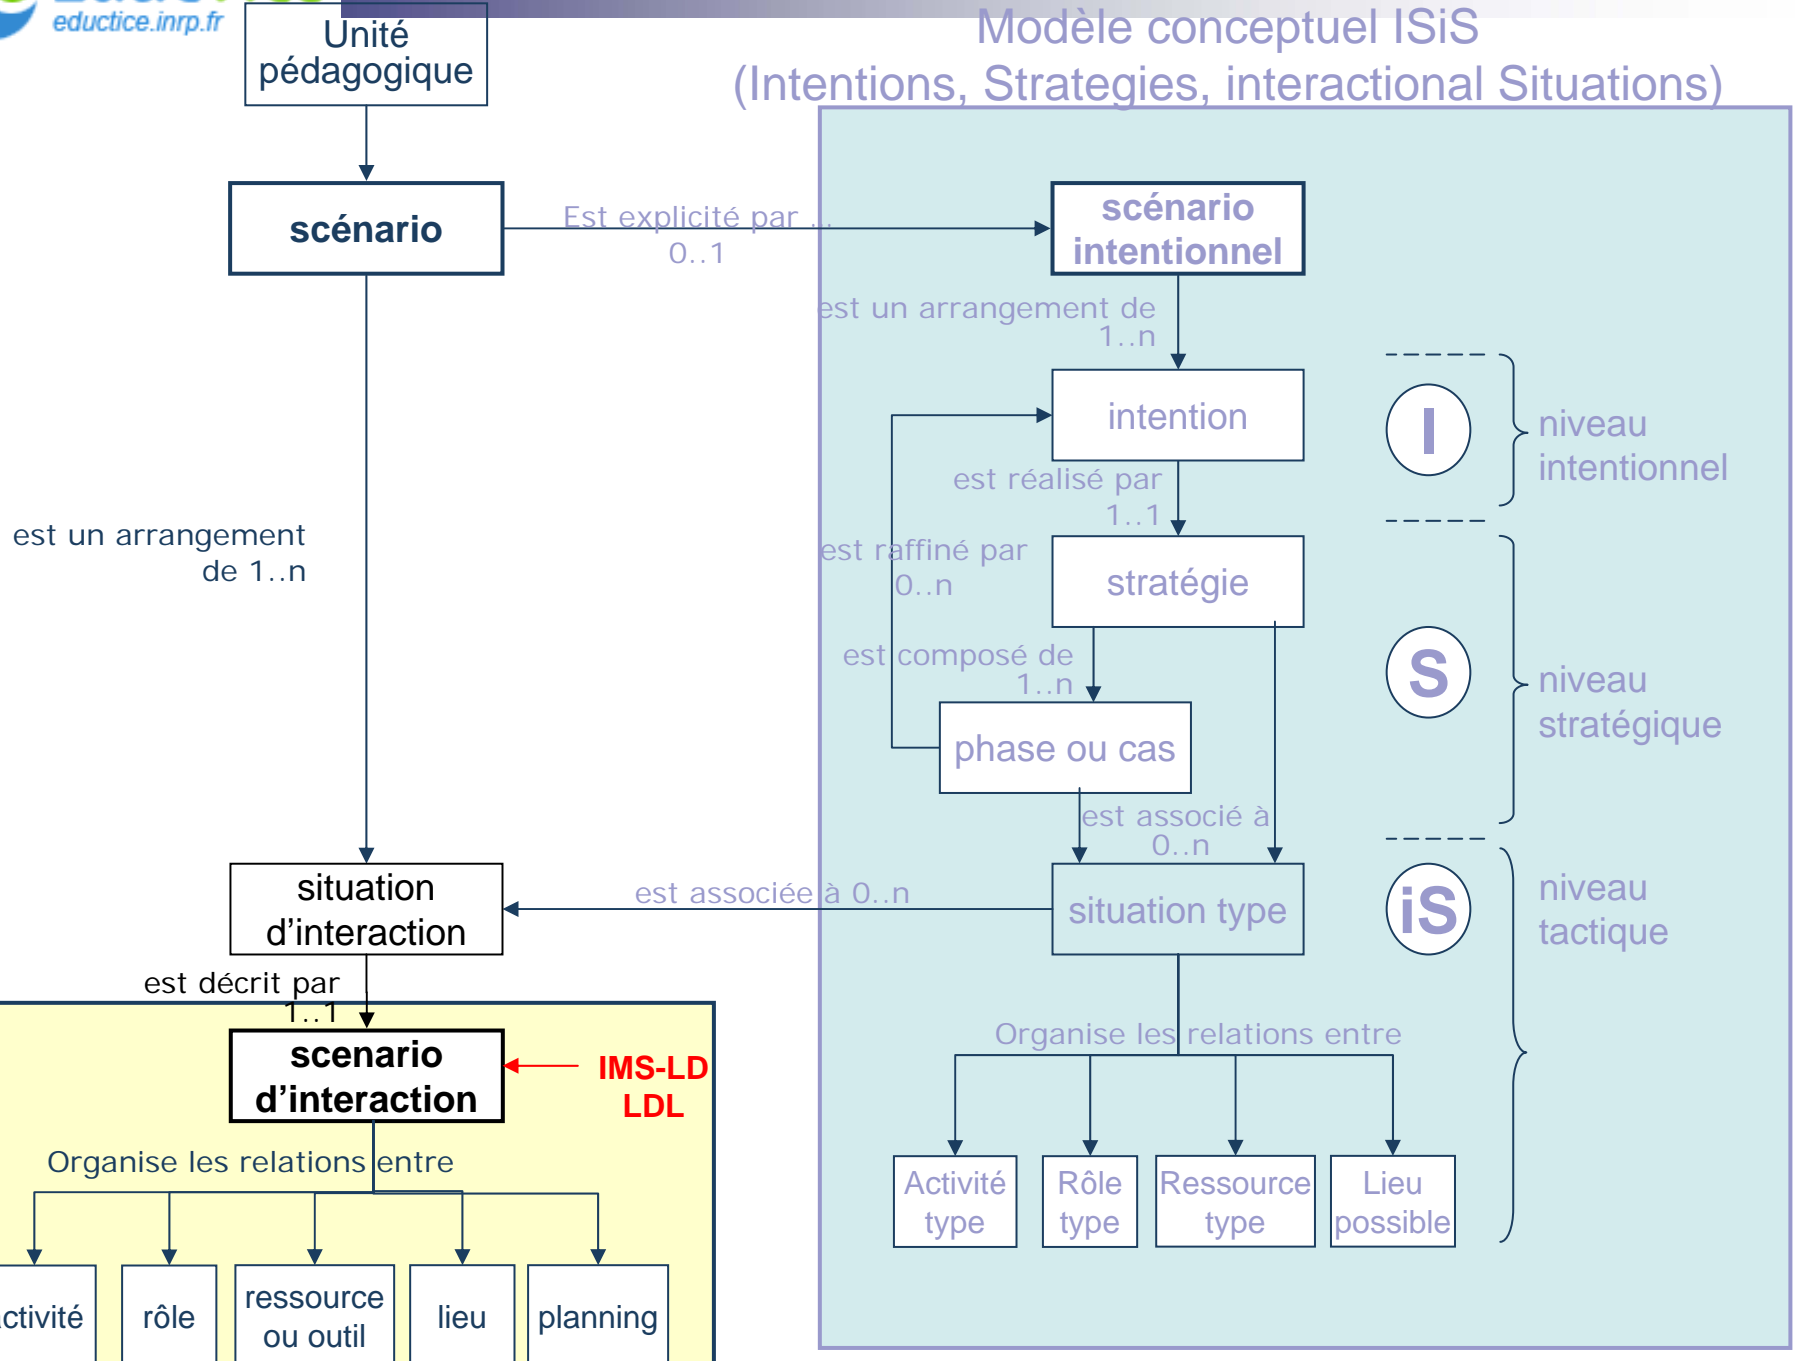 eductice.inrp.fr
Modèle conceptuel ISiS
(Intentions, Strategies, interactional Situations)
Unité
pédagogique
scénario
Est explicité par ...
0..1
scénario
intentionnel
est un arrangement de
1..n
intention
I
niveau
intentionnel
est réalisé par
1..1
est un arrangement
de 1..n
est raffiné par
0..n
stratégie
est composé de
1..n
S
niveau
stratégique
phase ou cas
est associé à
0..n
situation
d’interaction
est associée à 0..n
situation type
iS
niveau
tactique
est décrit par
1..1
scenario
d’interaction
IMS-LD
LDL
Organise les relations entre
Activité
type
Rôle
type
Ressource
type
Lieu
possible
Organise les relations entre
ctivité
rôle
ressource
ou outil
lieu
planning